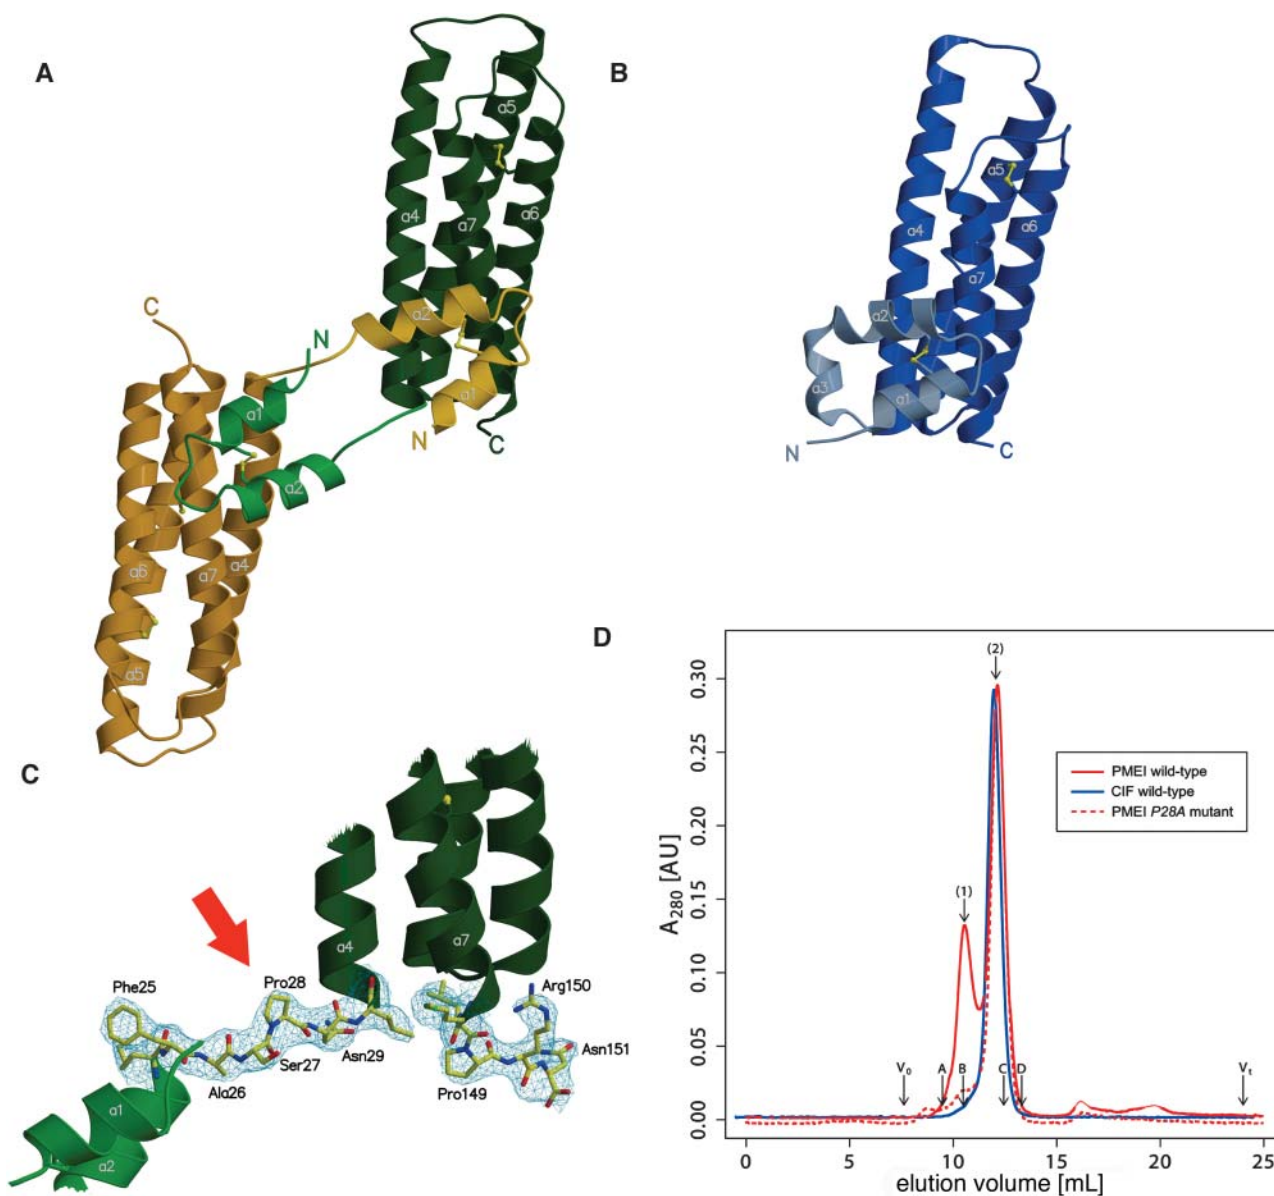 A
α5
α4
α7
α6
α2
α1
N
C
C
N
α1
α2
α6
α7
α4
α5
B
α5
α4
α6
α7
α2
α3
α1
N
C
C
α4
α7
Phe25
Pro28
Ala26
Ser27
Asn29
Arg150
Asn151
Pro149
α1
α2
D
(2)
(1)
PMEI wild-type
CIF wild-type
PMEI P28A mutant
V0
A
B
C
D
Vt
A280 [AU]
0.30
0.25
0.20
0.15
0.10
0.05
0.00
0
5
10
15
20
25
elution volume [mL]